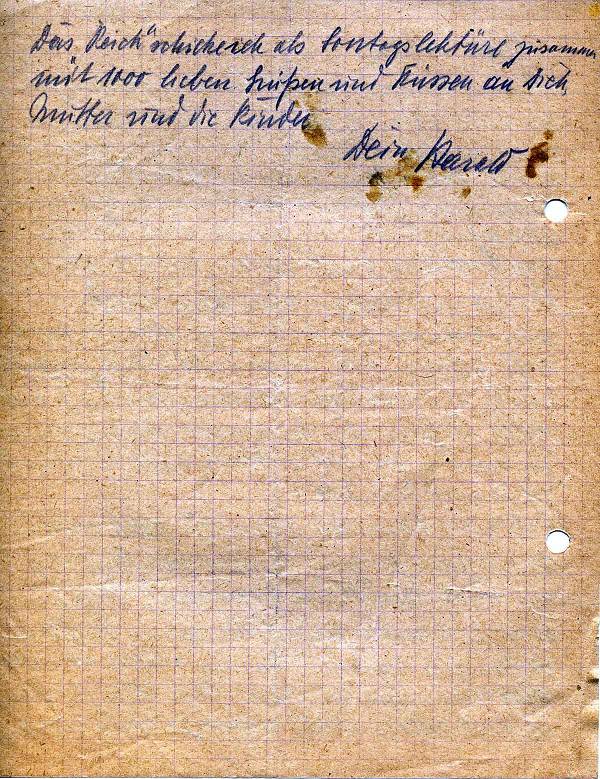 Das Reich" schicke ich als Sonntagslektüre zusammen
mit 1000 lieben Grüßen und Küssen an Dich,
Mutter und die Kinder
Dein Harald